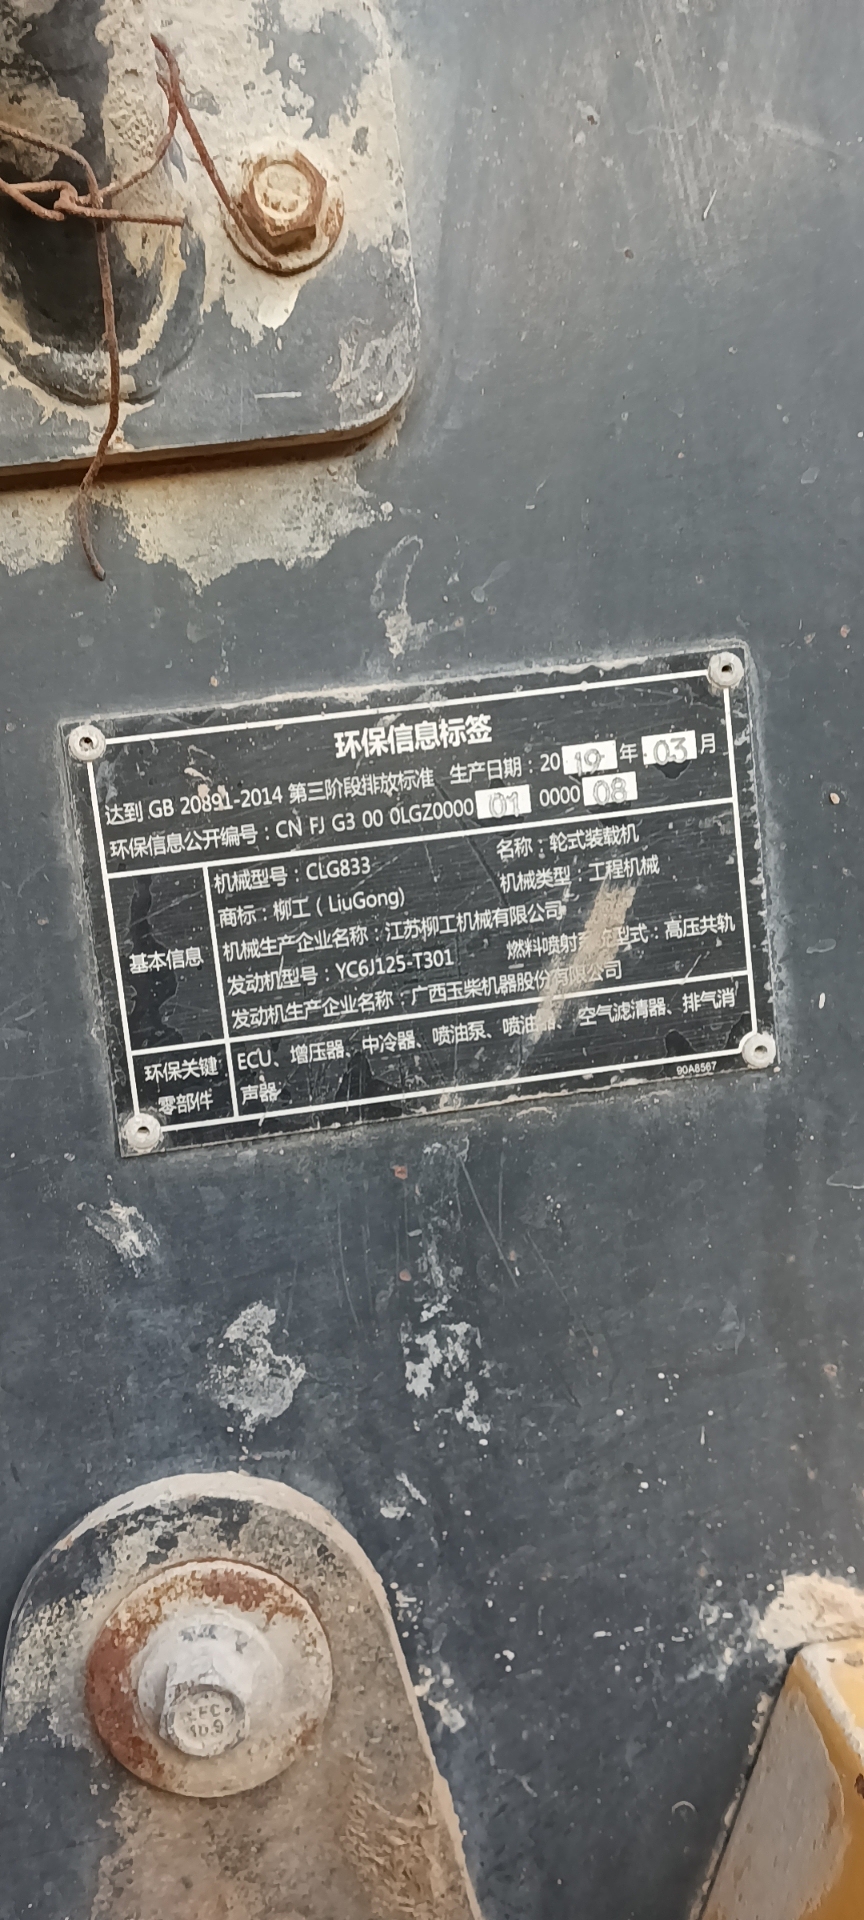 环保信息标签
达到 GB 20891-2014 第三阶段排放标准 生产日期：2019年03月
环保信息公开编号：CN FJ G3 00 0LGZ0000 01 0000 08
基本信息
机械型号：CLG833 名称：轮式装载机
商标：柳工（LiuGong） 机械类型：工程机械
机械生产企业名称：江苏柳工机械有限公司
发动机型号：YC6J125-T301 燃料喷射系统型式：高压共轨
发动机生产企业名称：广西玉柴机器股份有限公司
环保关键
零部件
ECU、增压器、中冷器、喷油泵、喷油器、空气滤清器、排气消
声器
90A8567
10.9